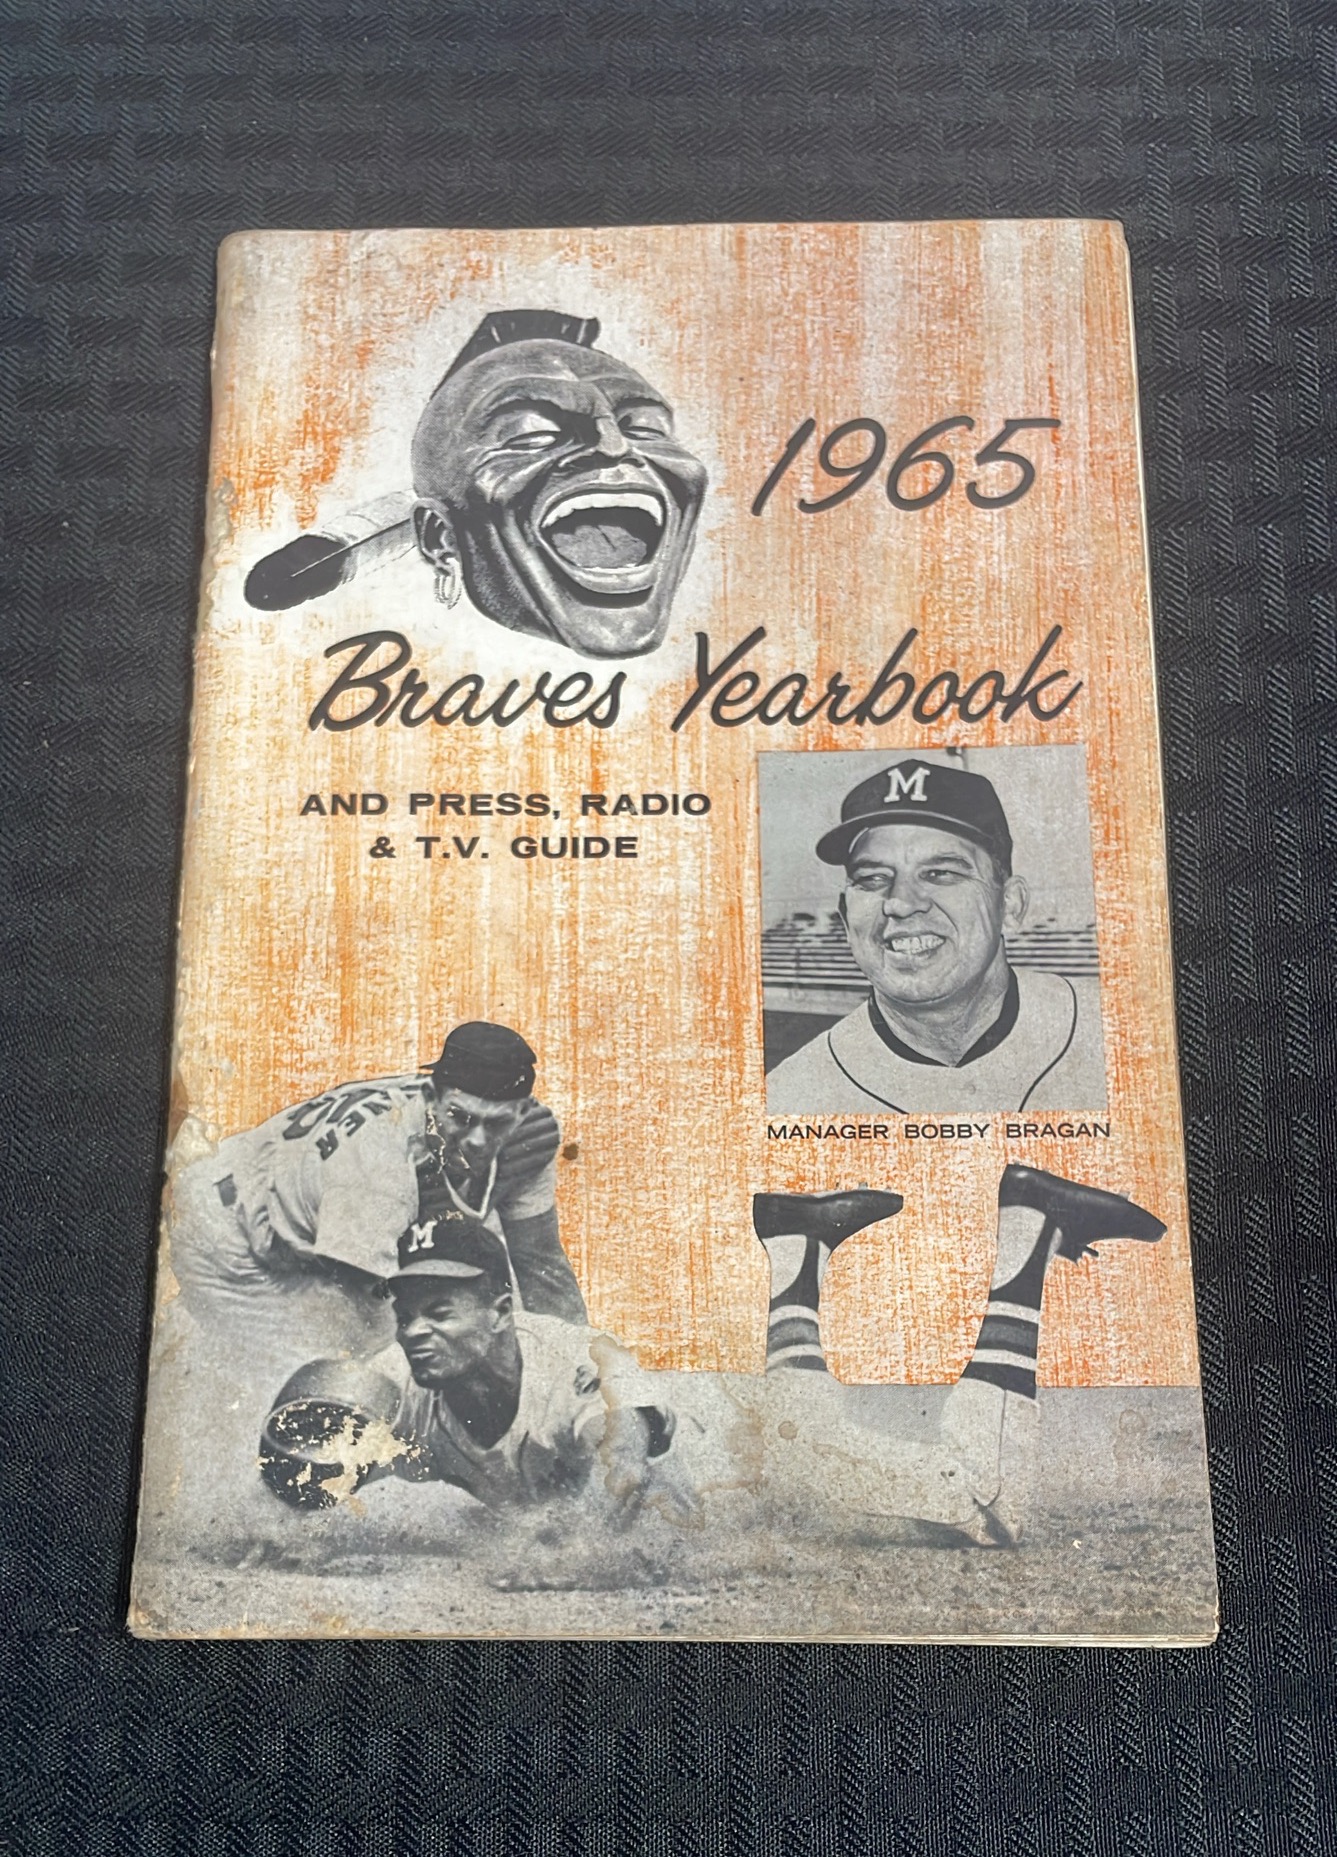 1965
Braves Yearbook
AND PRESS, RADIO
& T.V. GUIDE
M
MANAGER BOBBY BRAGAN
M